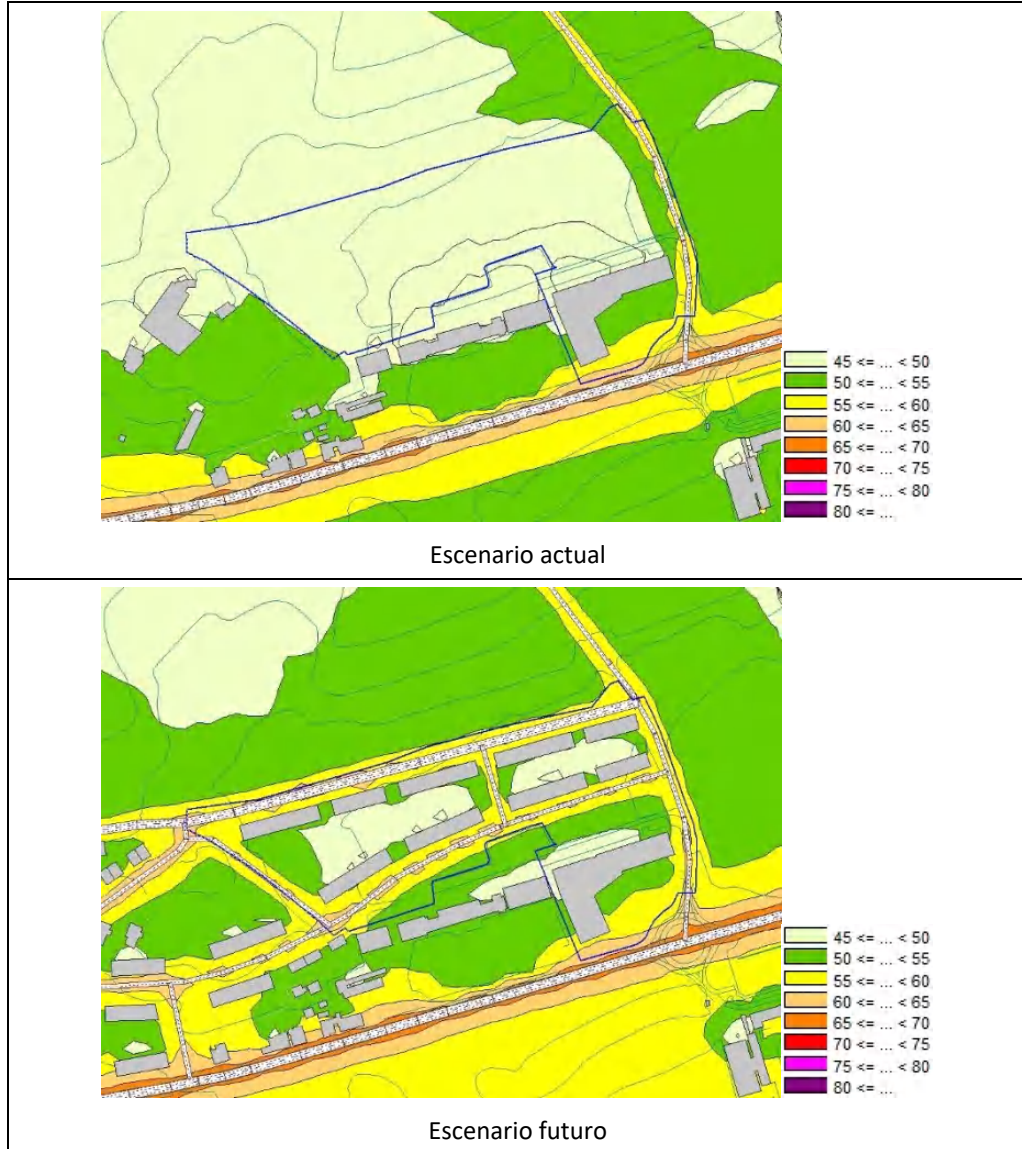 45 <= ... < 50
50 <= ... < 55
55 <= ... < 60
60 <= ... < 65
65 <= ... < 70
70 <= ... < 75
75 <= ... < 80
80 <= ...
Escenario actual
45 <= ... < 50
50 <= ... < 55
55 <= ... < 60
60 <= ... < 65
65 <= ... < 70
70 <= ... < 75
75 <= ... < 80
80 <= ...
Escenario futuro